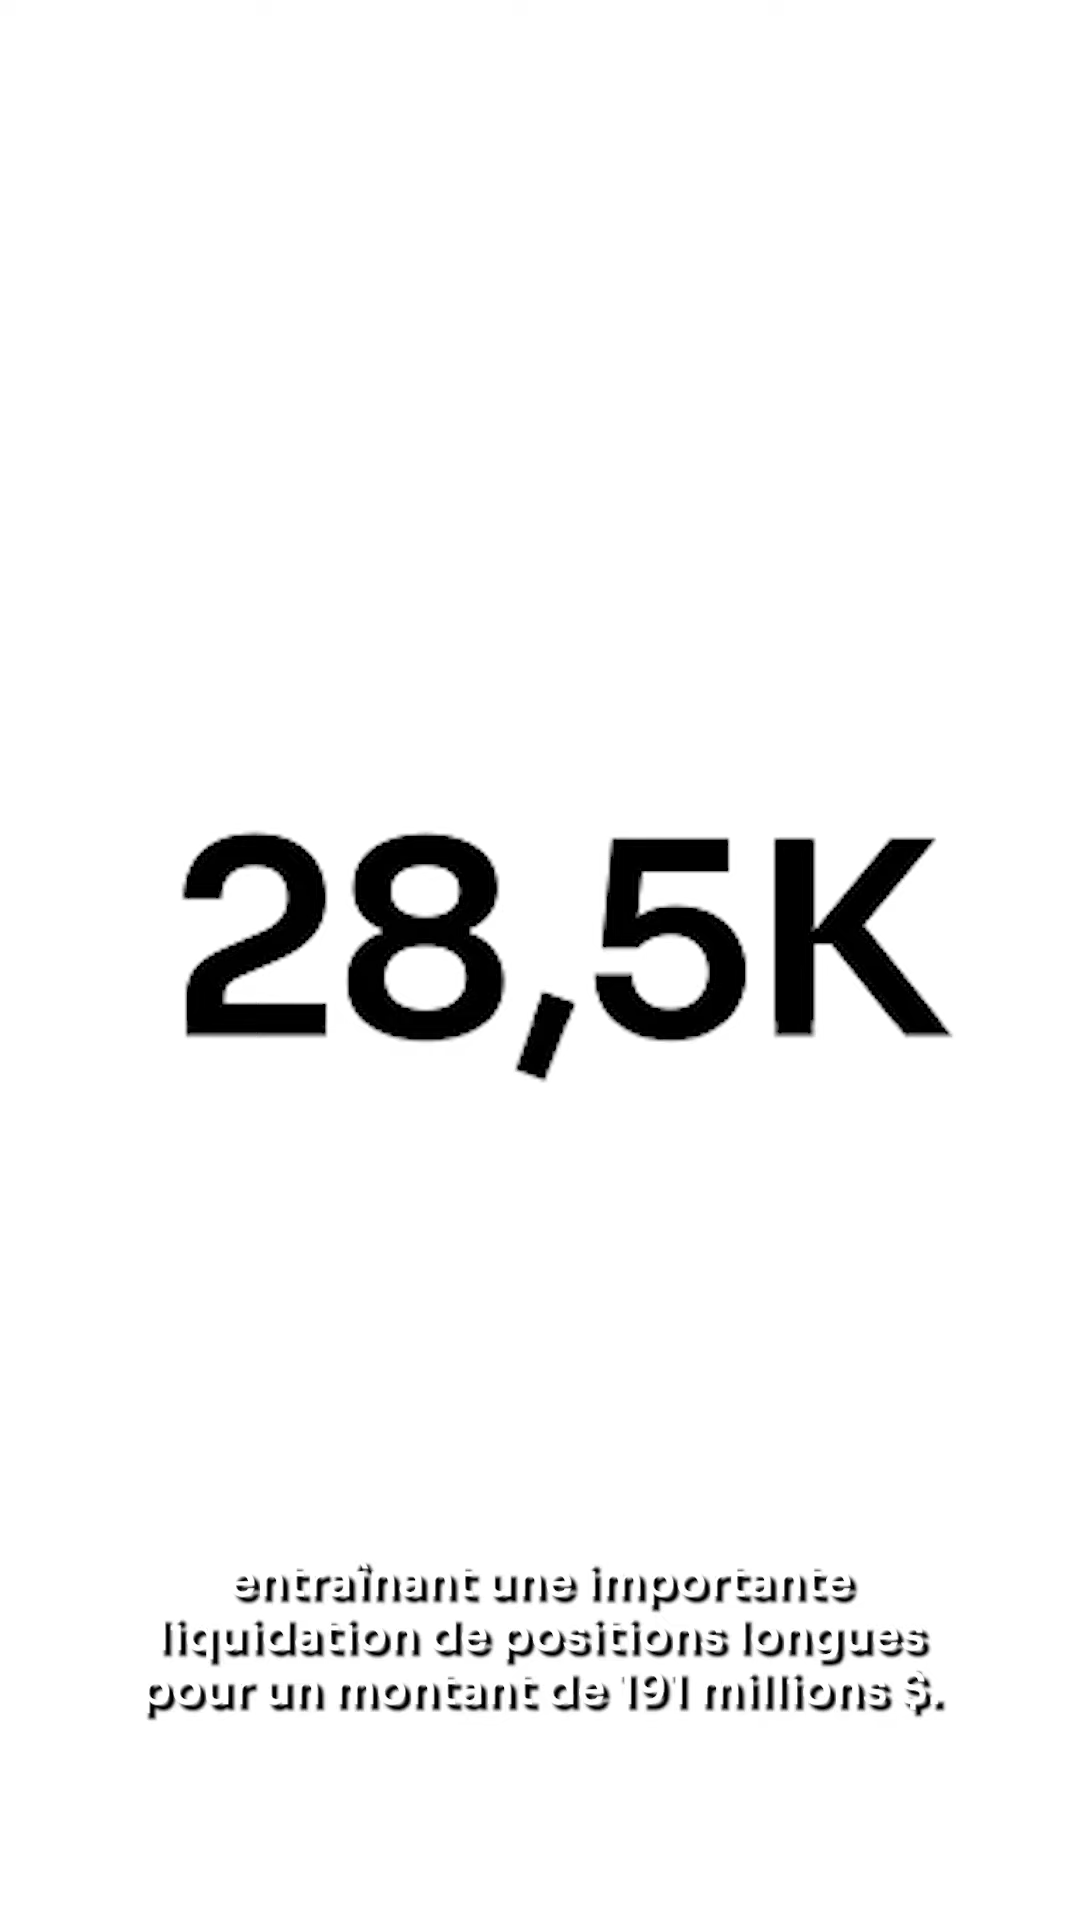 28,5K
entraînant une importante
liquidation de positions longues
pour un montant de 191 millions $.